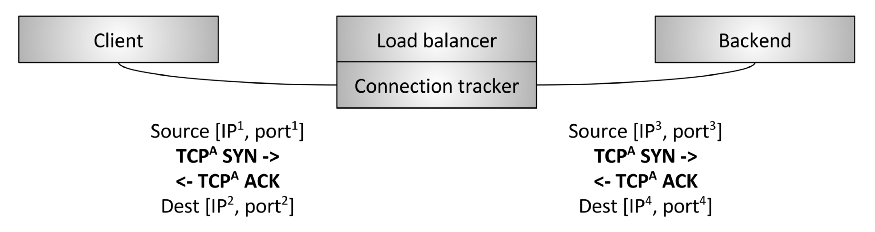 Client
Load balancer
Backend
Connection tracker
Source [IP¹, port¹]
TCPᴬ SYN ->
<- TCPᴬ ACK
Dest [IP², port²]
Source [IP³, port³]
TCPᴬ SYN ->
<- TCPᴬ ACK
Dest [IP⁴, port⁴]